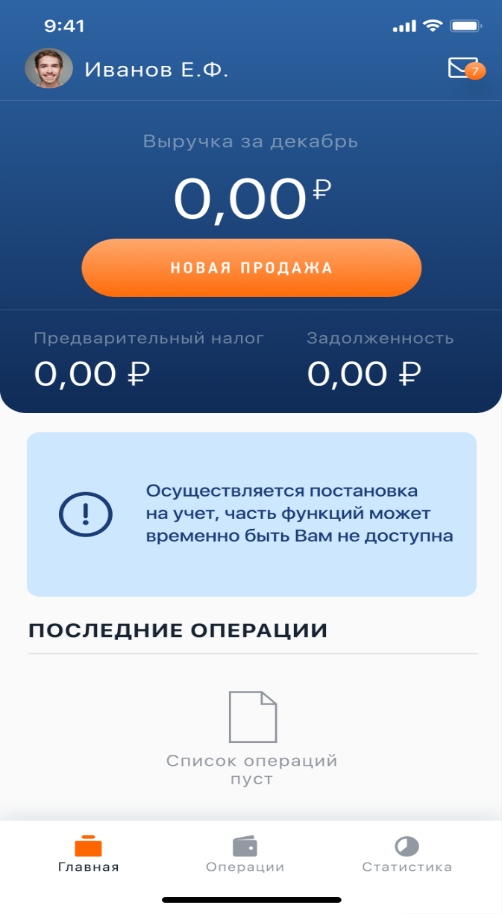 9:41
Иванов Е.Ф.
7
Выручка за декабрь
0,00 ₽
НОВАЯ ПРОДАЖА
Предварительный налог
Задолженность
0,00 ₽
0,00 ₽
Осуществляется постановка
на учет, часть функций может
временно быть Вам не доступна
ПОСЛЕДНИЕ ОПЕРАЦИИ
Список операций
пуст
Главная
Операции
Статистика